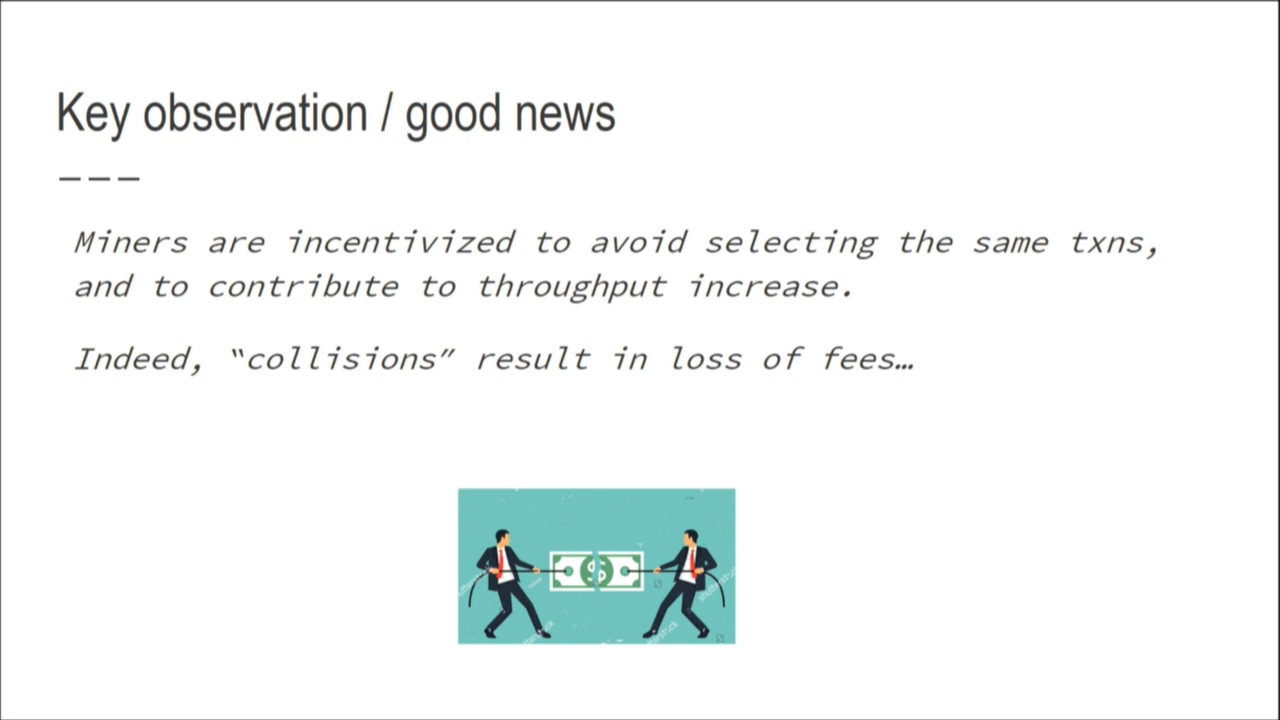 Key observation / good news
Miners are incentivized to avoid selecting the same txns,
and to contribute to throughput increase.
Indeed, “collisions” result in loss of fees…
$